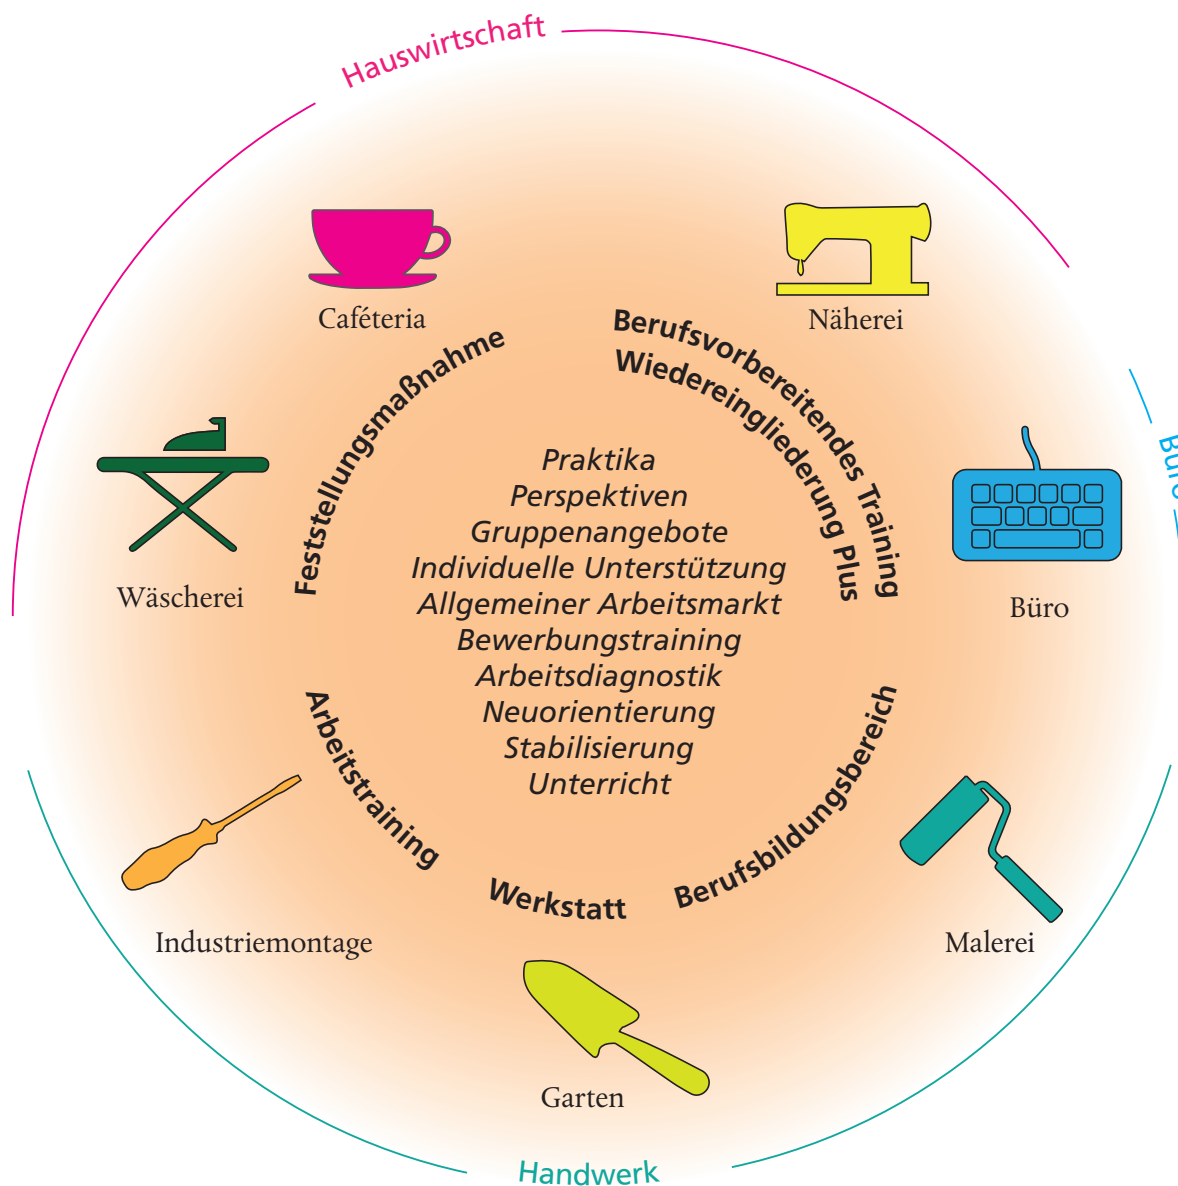 Hauswirtschaft
Caféteria
Näherei
Berufsvorbereitendes Training
Wiedereingliederung Plus
Feststellungsmaßnahme
Büro
Praktika
Perspektiven
Gruppenangebote
Individuelle Unterstützung
Allgemeiner Arbeitsmarkt
Bewerbungstraining
Arbeitsdiagnostik
Neuorientierung
Stabilisierung
Unterricht
Wäscherei
Büro
Arbeitstraining
Werkstatt
Berufsbildungsbereich
Industriemontage
Malerei
Garten
Handwerk